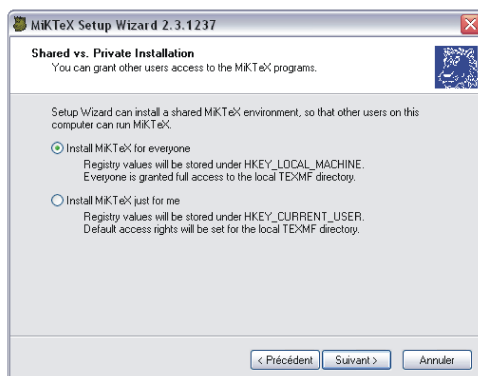 MiKTeX Setup Wizard 2.3.1237
Shared vs. Private Installation
You can grant other users access to the MiKTeX programs.
Setup Wizard can install a shared MiKTeX environment, so that other users on this
computer can run MiKTeX.
Install MiKTeX for everyone
Registry values will be stored under HKEY_LOCAL_MACHINE.
Everyone is granted full access to the local TEXMF directory.
Install MiKTeX just for me
Registry values will be stored under HKEY_CURRENT_USER.
Default access rights will be set for the local TEXMF directory.
< Précédent Suivant > Annuler